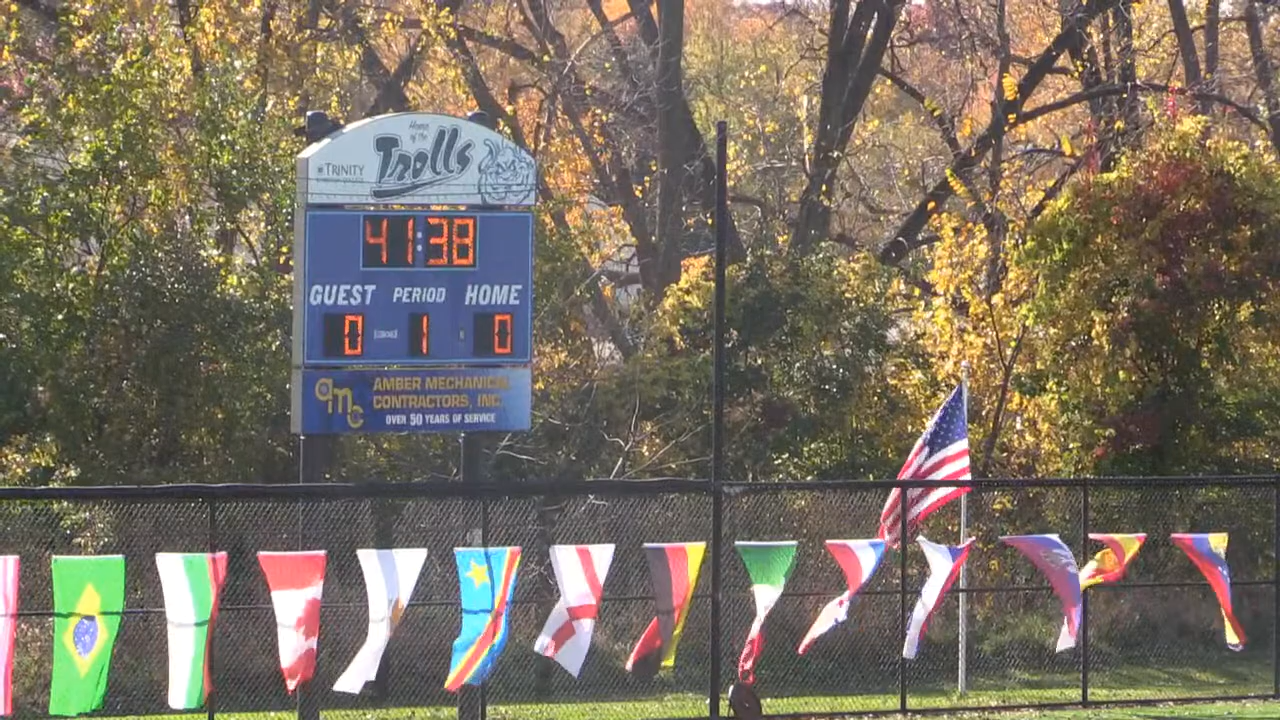 Home
of the
Trolls
TRINITY
41:38
GUEST PERIOD HOME
0 1 0
amc
AMBER MECHANICAL
CONTRACTORS, INC.
OVER 50 YEARS OF SERVICE